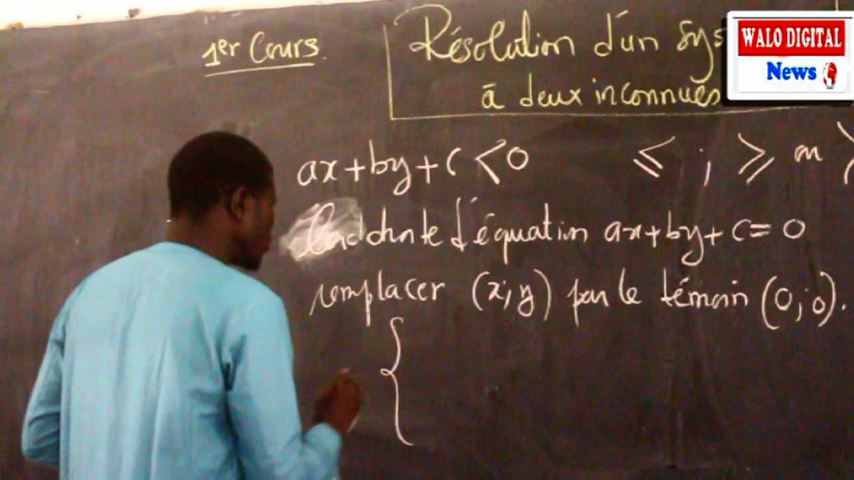 1er Cours.
Résolution d'un Sys
à deux inconnues
WALO DIGITAL
News
ax+by+c<0 ≤ ; ≥ ou >
droite d'équation ax+by+c=0
remplacer (x;y) par le témoin (0;0).
{